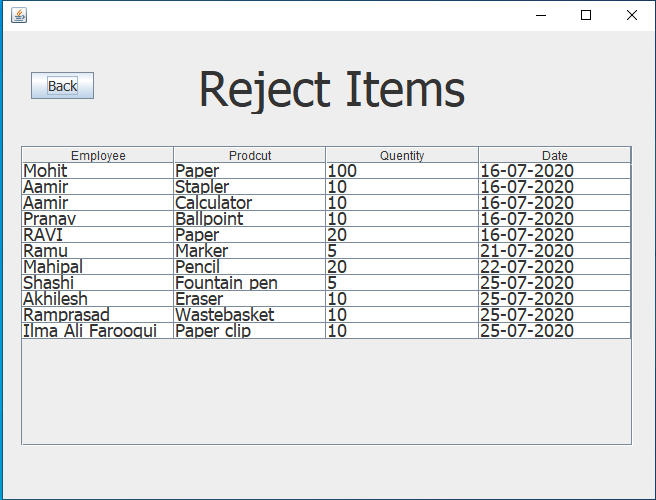 Back
Reject Items
Employee Prodcut Quentity Date
Mohit Paper 100 16-07-2020
Aamir Stapler 10 16-07-2020
Aamir Calculator 10 16-07-2020
Pranav Ballpoint 10 16-07-2020
RAVI Paper 20 16-07-2020
Ramu Marker 5 21-07-2020
Mahipal Pencil 20 22-07-2020
Shashi Fountain pen 5 25-07-2020
Akhilesh Eraser 10 25-07-2020
Ramprasad Wastebasket 10 25-07-2020
Ilma Ali Farooqui Paper clip 10 25-07-2020